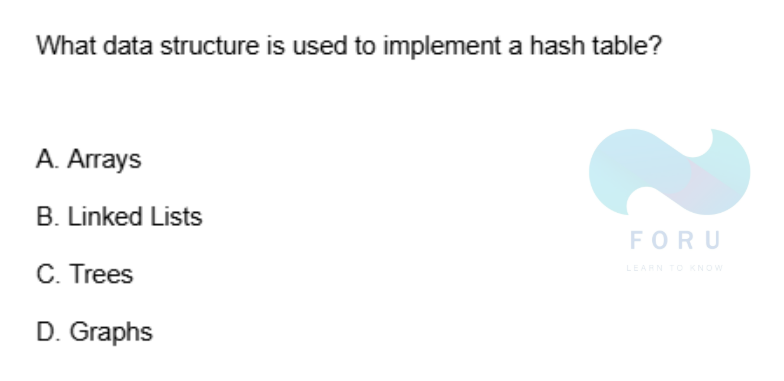 What data structure is used to implement a hash table?
A. Arrays
B. Linked Lists
C. Trees
D. Graphs
FORU
LEARN TO KNOW